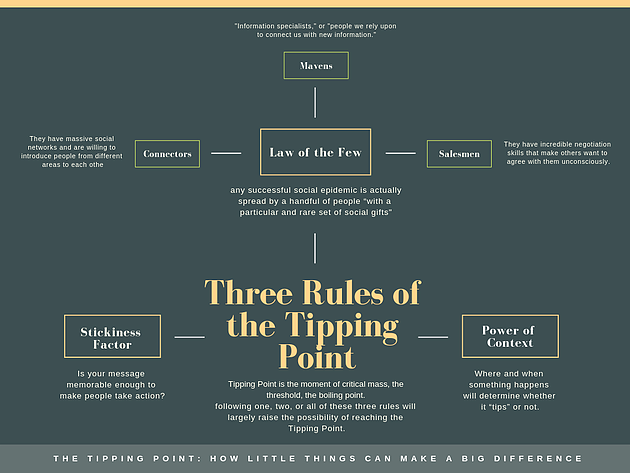 "Information specialists," or "people we rely upon
to connect us with new information."
Mavens
They have massive social
networks and are willing to
introduce people from different
areas to each othe
Connectors
Law of the Few
Salesmen
They have incredible negotiation
skills that make others want to
agree with them unconsciously.
any successful social epidemic is actually
spread by a handful of people "with a
particular and rare set of social gifts"
Three Rules of
the Tipping
Point
Stickiness
Factor
Is your message
memorable enough to
make people take action?
Power of
Context
Where and when
something happens
will determine whether
it "tips" or not.
Tipping Point is the moment of critical mass, the
threshold, the boiling point.
following one, two, or all of these three rules will
largely raise the possibility of reaching the
Tipping Point.
THE TIPPING POINT: HOW LITTLE THINGS CAN MAKE A BIG DIFFERENCE